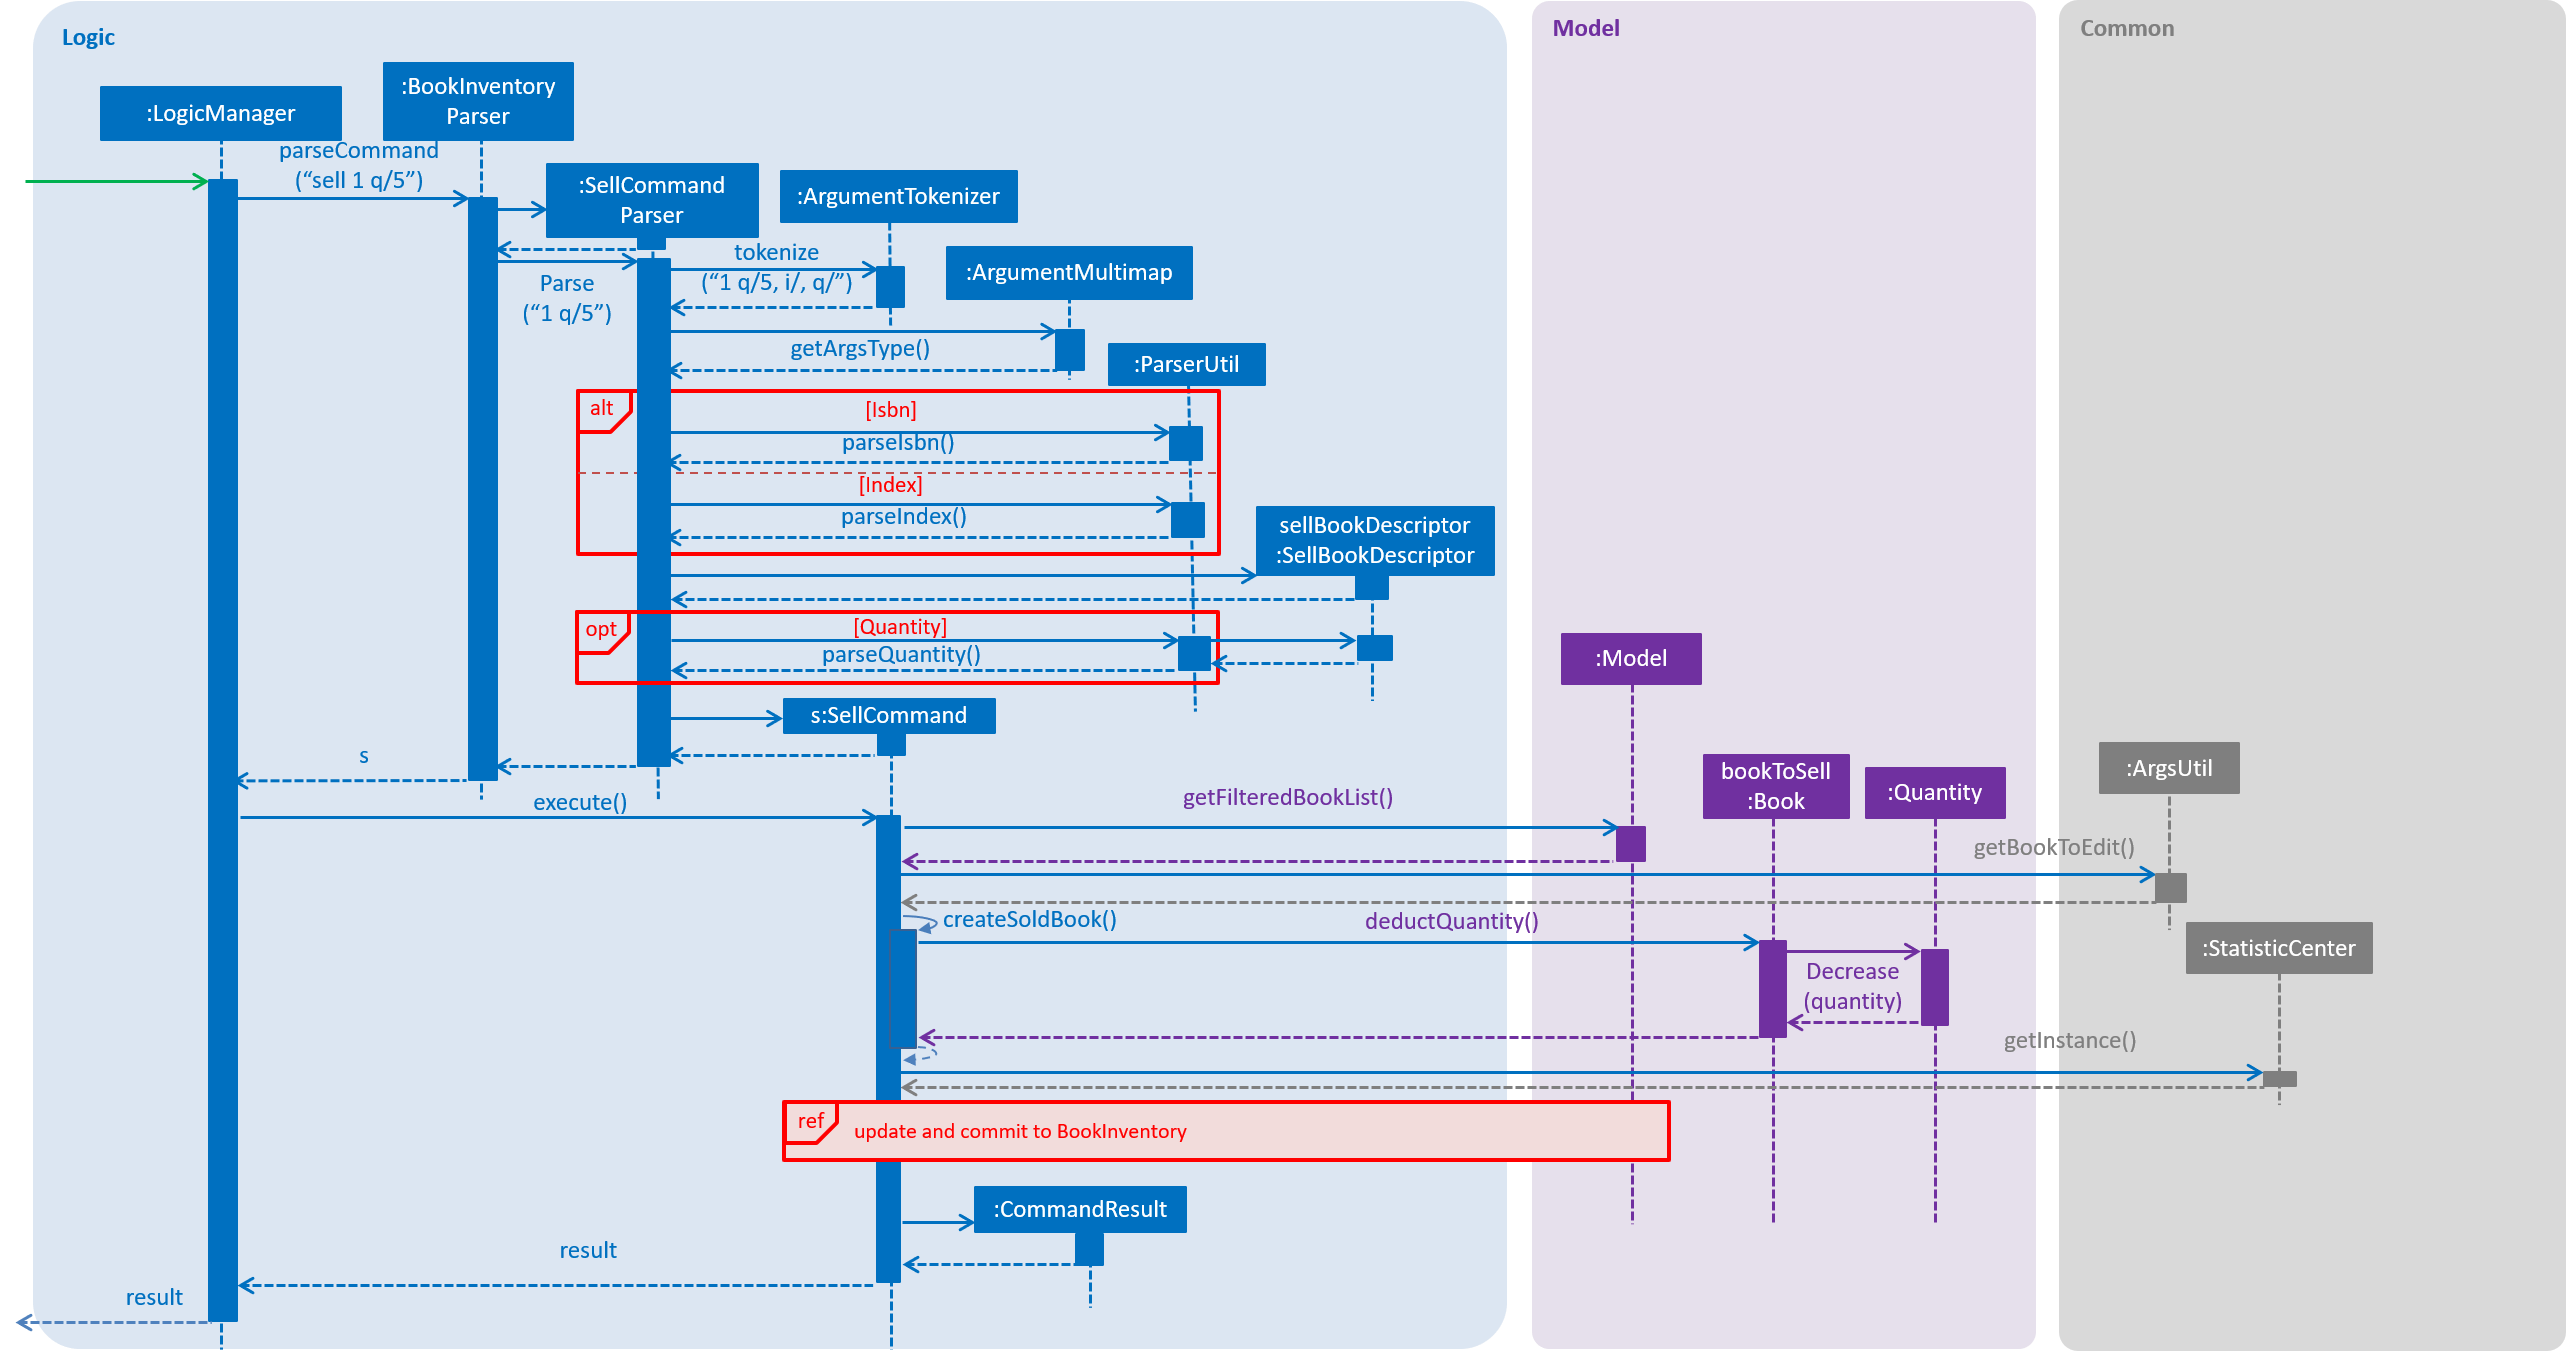 Logic
Model
Common
:LogicManager
:BookInventory
Parser
parseCommand
(“sell 1 q/5”)
:SellCommand
Parser
:ArgumentTokenizer
tokenize
(“1 q/5, i/, q/”)
Parse
(“1 q/5”)
:ArgumentMultimap
getArgsType()
:ParserUtil
alt
[Isbn]
parseIsbn()
[Index]
parseIndex()
sellBookDescriptor
:SellBookDescriptor
opt
[Quantity]
parseQuantity()
:Model
s:SellCommand
s
execute()
getFilteredBookList()
bookToSell
:Book
:Quantity
:ArgsUtil
getBookToEdit()
createSoldBook()
deductQuantity()
:StatisticCenter
Decrease
(quantity)
getInstance()
ref
update and commit to BookInventory
:CommandResult
result
result